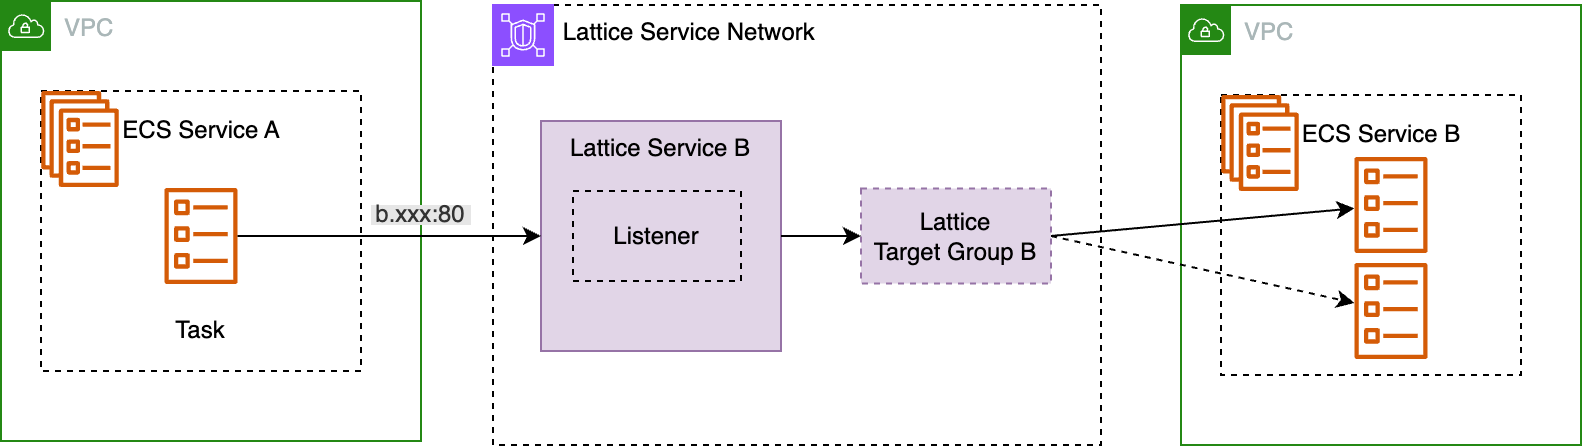 VPC
ECS Service A
Task
b.xxx:80
Lattice Service Network
Lattice Service B
Listener
Lattice
Target Group B
VPC
ECS Service B